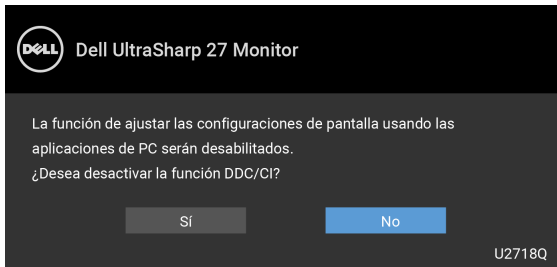 DELL
Dell UltraSharp 27 Monitor
La función de ajustar las configuraciones de pantalla usando las
aplicaciones de PC serán desabilitados.
¿Desea desactivar la función DDC/CI?
Sí
No
U2718Q